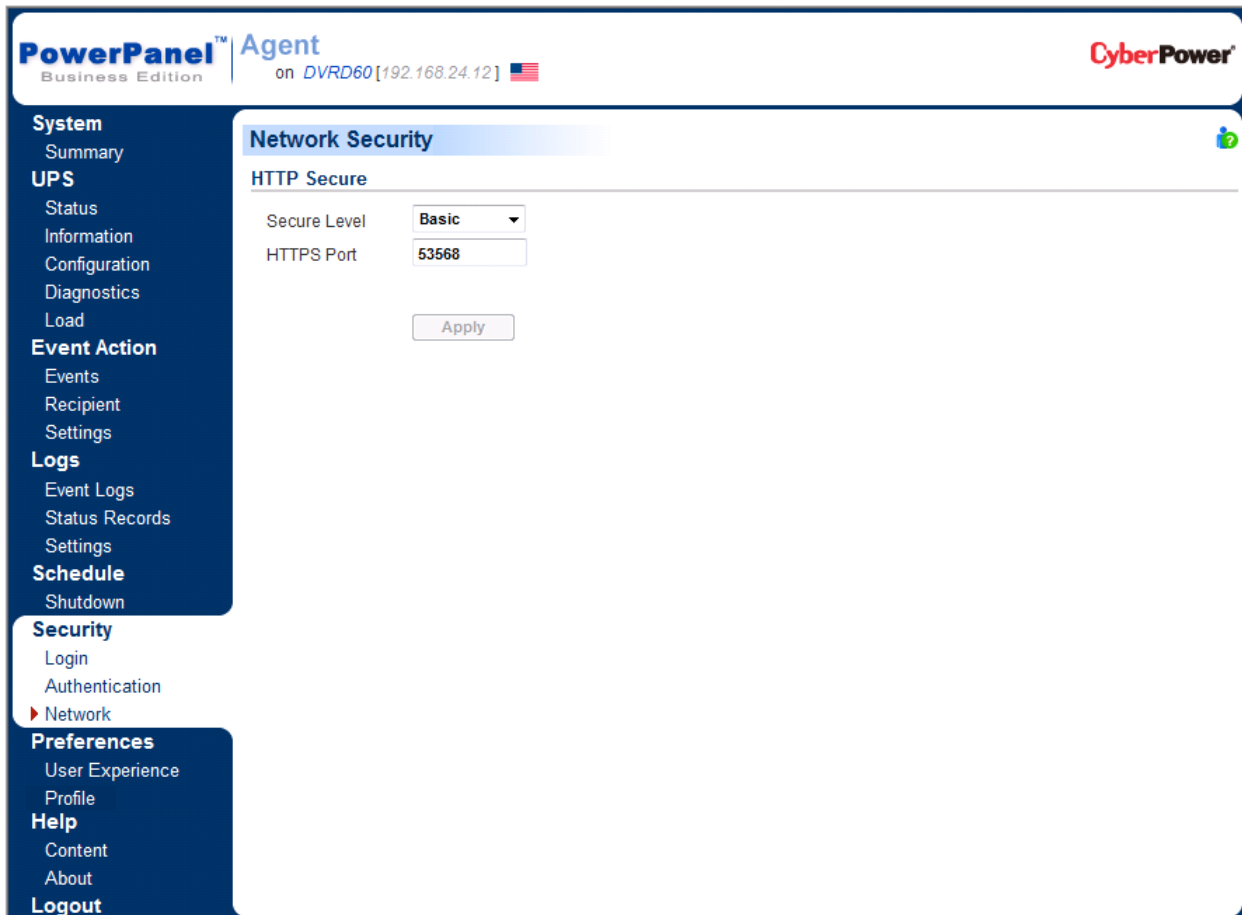 PowerPanel™
Business Edition
Agent
on DVRD60 [192.168.24.12]
CyberPower®
System
Summary
UPS
Status
Information
Configuration
Diagnostics
Load
Event Action
Events
Recipient
Settings
Logs
Event Logs
Status Records
Settings
Schedule
Shutdown
Security
Login
Authentication
Network
Preferences
User Experience
Profile
Help
Content
About
Logout
Network Security
?
HTTP Secure
Secure Level Basic
HTTPS Port 53568
Apply